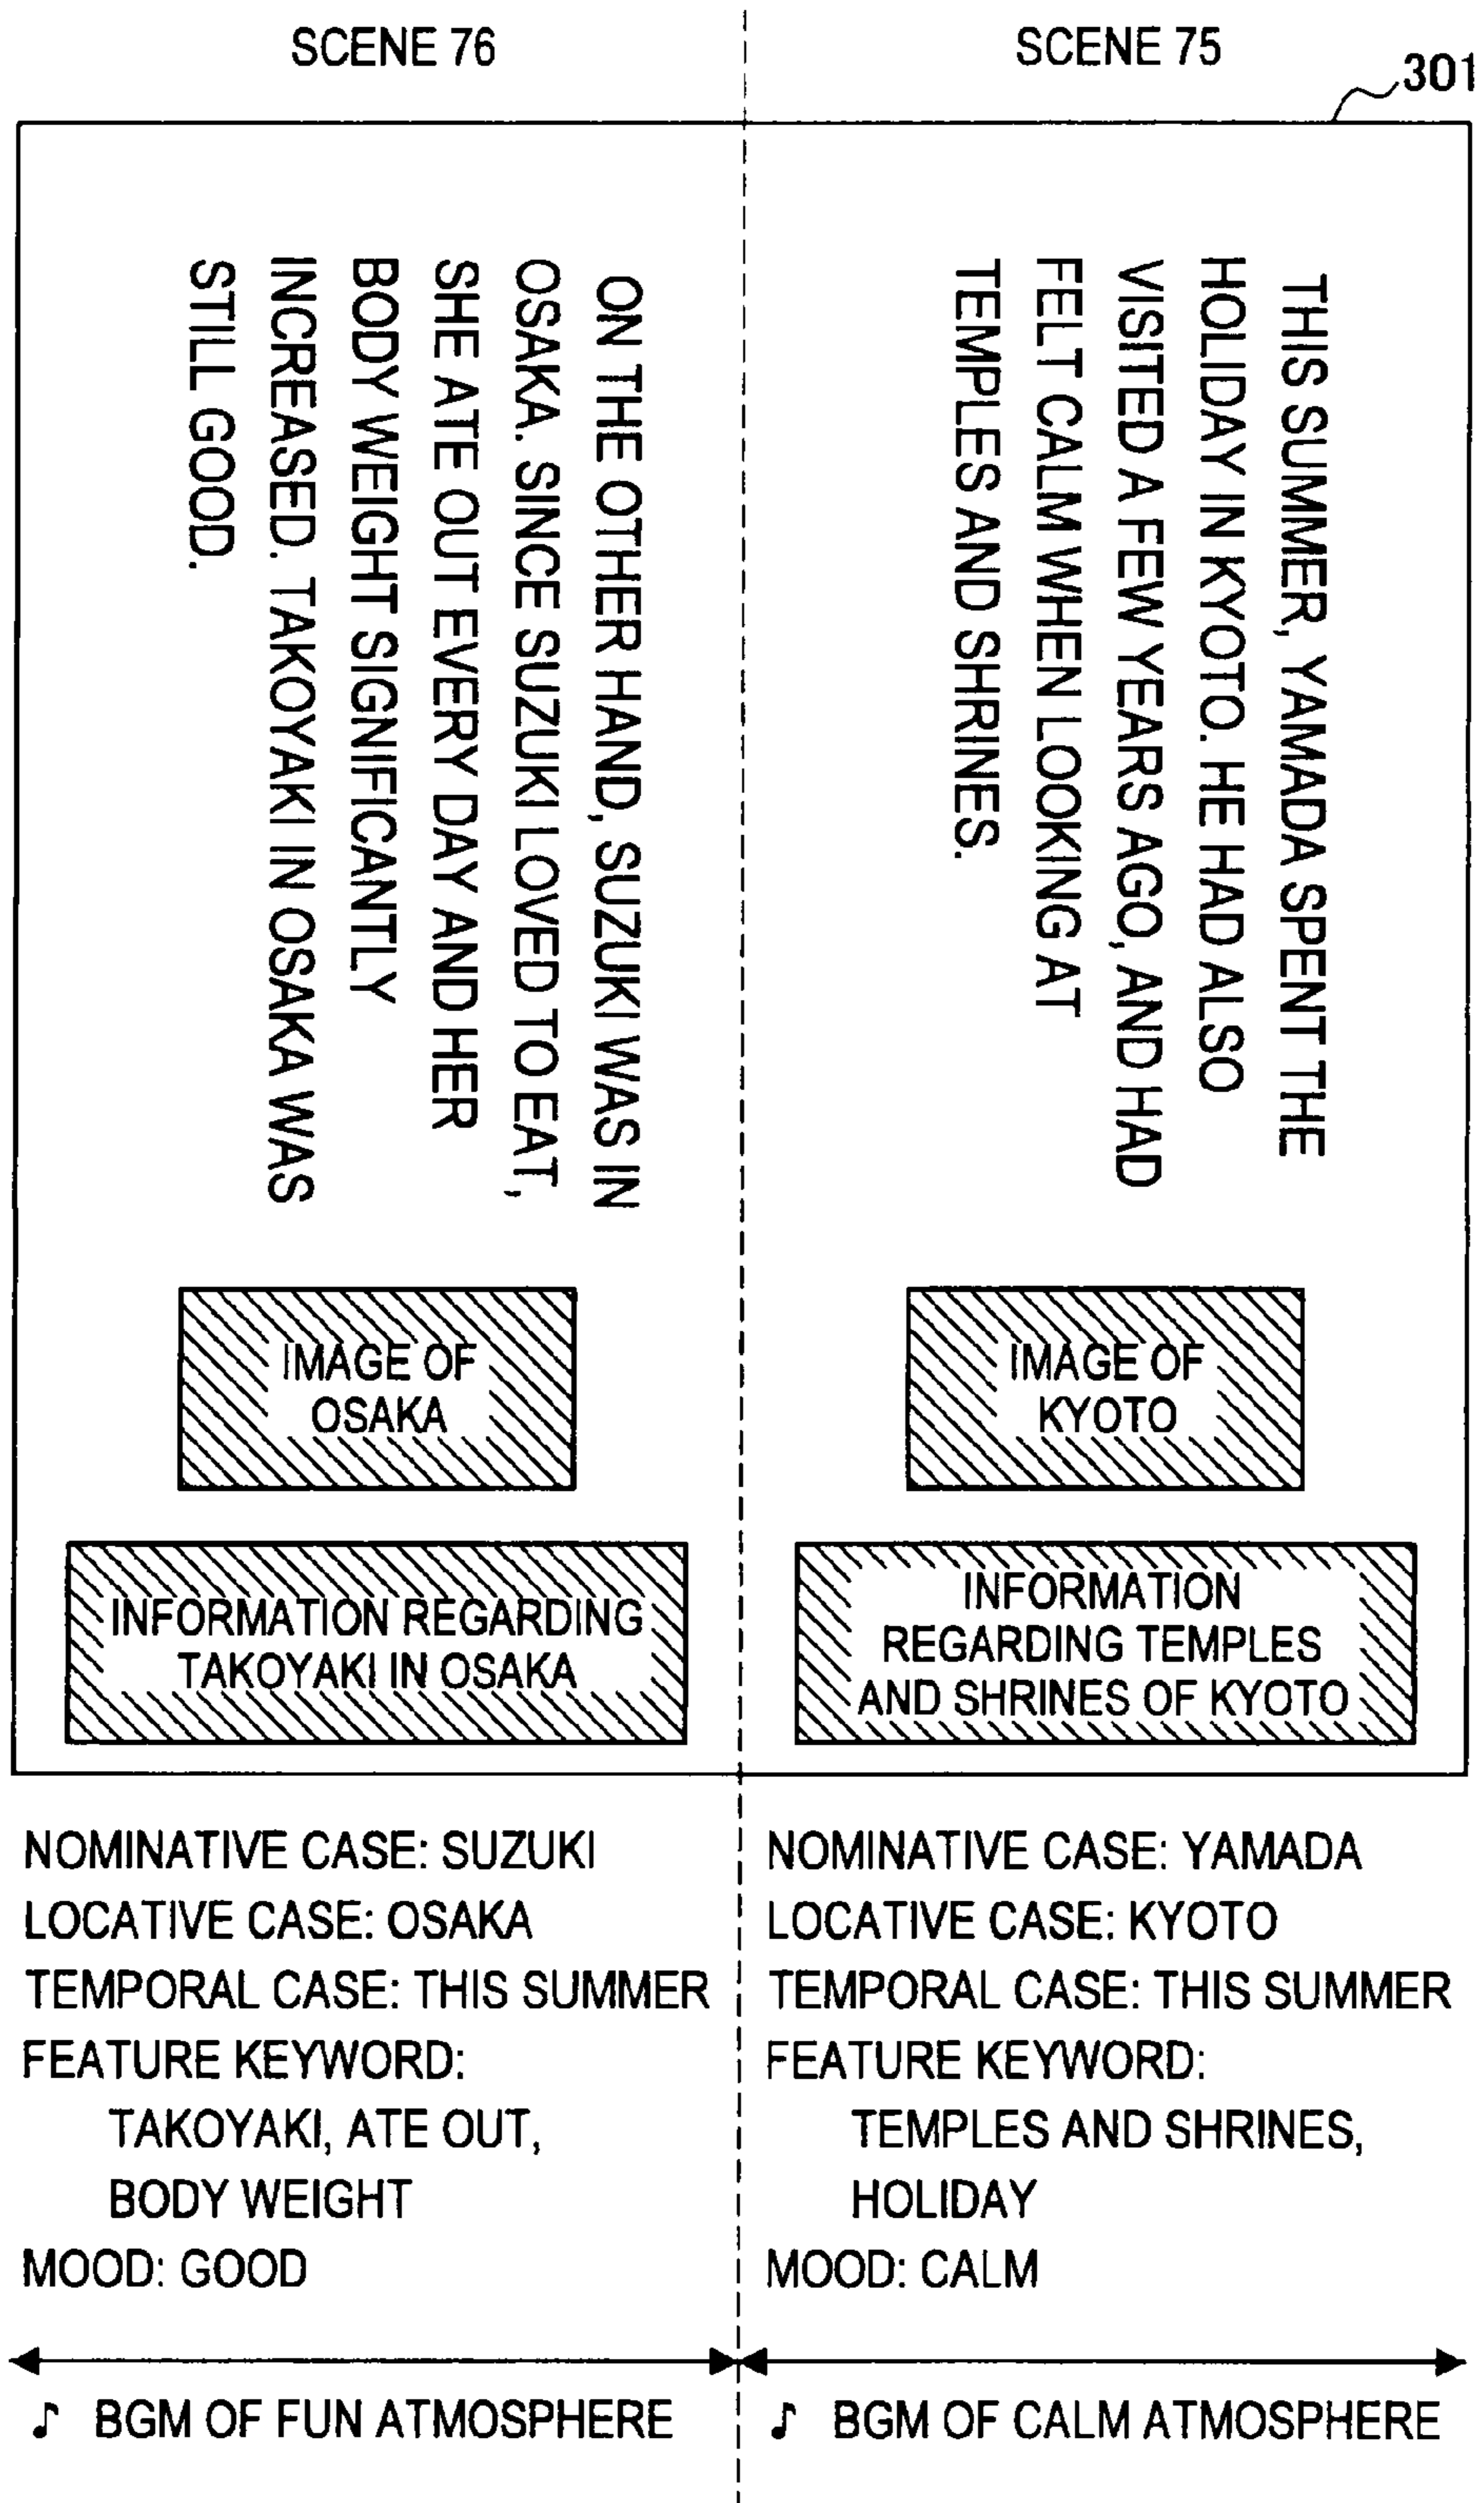 SCENE 76
SCENE 75
301
THIS SUMMER, YAMADA SPENT THE
HOLIDAY IN KYOTO. HE HAD ALSO
VISITED A FEW YEARS AGO, AND HAD
FELT CALM WHEN LOOKING AT
TEMPLES AND SHRINES.
ON THE OTHER HAND, SUZUKI WAS IN
OSAKA. SINCE SUZUKI LOVED TO EAT,
SHE ATE OUT EVERY DAY AND HER
BODY WEIGHT SIGNIFICANTLY
INCREASED. TAKOYAKI IN OSAKA WAS
STILL GOOD.
IMAGE OF
OSAKA
IMAGE OF
KYOTO
INFORMATION REGARDING
TAKOYAKI IN OSAKA
INFORMATION
REGARDING TEMPLES
AND SHRINES OF KYOTO
NOMINATIVE CASE: SUZUKI
LOCATIVE CASE: OSAKA
TEMPORAL CASE: THIS SUMMER
FEATURE KEYWORD:
TAKOYAKI, ATE OUT,
BODY WEIGHT
MOOD: GOOD
NOMINATIVE CASE: YAMADA
LOCATIVE CASE: KYOTO
TEMPORAL CASE: THIS SUMMER
FEATURE KEYWORD:
TEMPLES AND SHRINES,
HOLIDAY
MOOD: CALM
♪ BGM OF FUN ATMOSPHERE
♪ BGM OF CALM ATMOSPHERE